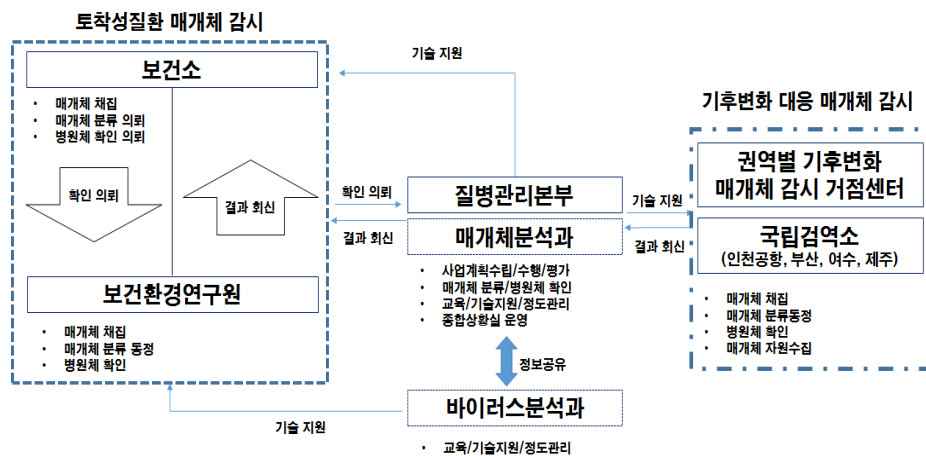 토착성질환 매개체 감시
보건소
• 매개체 채집
• 매개체 분류 의뢰
• 병원체 확인 의뢰
확인 의뢰
결과 회신
보건환경연구원
• 매개체 채집
• 매개체 분류 동정
• 병원체 확인
기술 지원
확인 의뢰
결과 회신
질병관리본부
매개체분석과
• 사업계획수립/수행/평가
• 매개체 분류/병원체 확인
• 교육/기술지원/정도관리
• 종합상황실 운영
정보공유
바이러스분석과
• 교육/기술지원/정도관리
기술 지원
기술 지원
결과 회신
기후변화 대응 매개체 감시
권역별 기후변화
매개체 감시 거점센터
국립검역소
(인천공항, 부산, 여수, 제주)
• 매개체 채집
• 매개체 분류동정
• 병원체 확인
• 매개체 자원수집